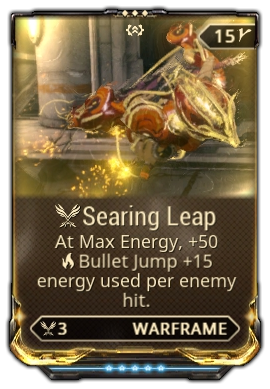 15
Searing Leap
At Max Energy, +50
Bullet Jump +15
energy used per enemy
hit.
3 WARFRAME